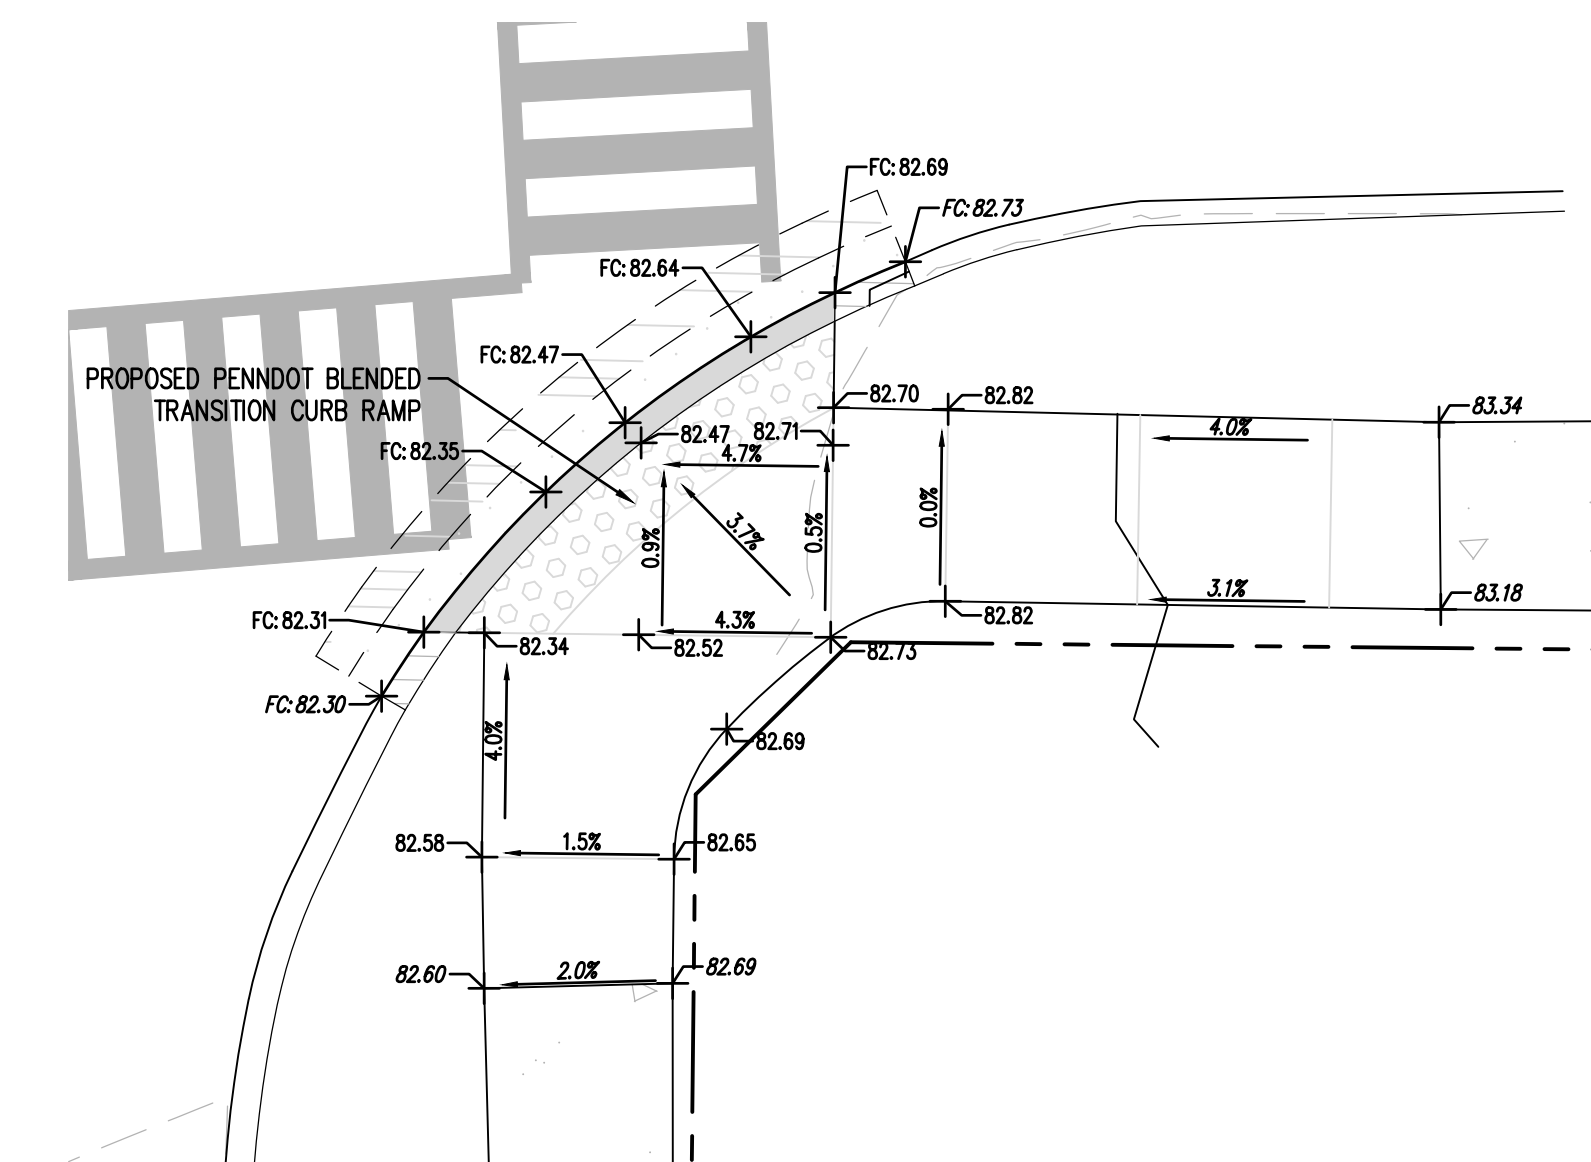 FC: 82.69
FC: 82.73
FC: 82.64
FC: 82.47
PROPOSED PENNDOT BLENDED
TRANSITION CURB RAMP
82.70
82.82
83.34
4.0%
82.47
82.71
4.7%
FC: 82.35
0.9%
3.7%
0.5%
0.0%
3.1%
83.18
82.82
FC: 82.31
4.3%
82.34
82.52
82.73
FC: 82.30
4.0%
82.69
82.58
1.5%
82.65
82.60
2.0%
82.69